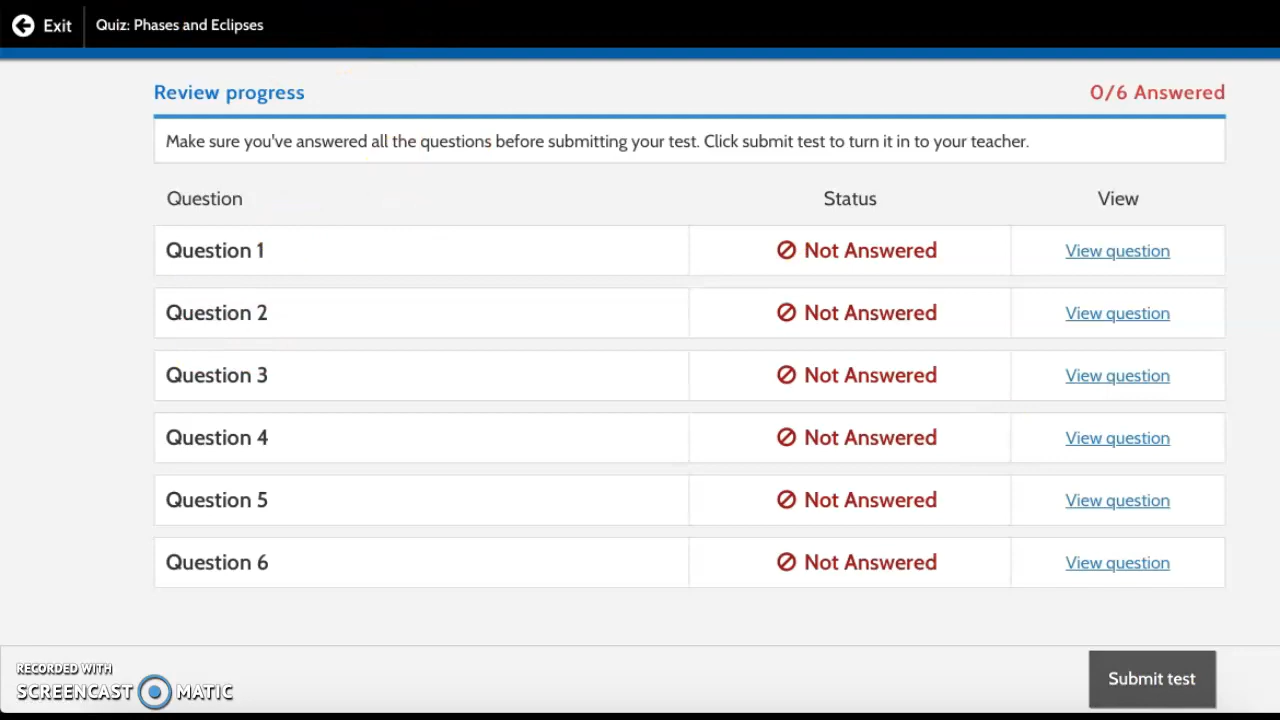 Exit Quiz: Phases and Eclipses
Review progress 0/6 Answered
Make sure you've answered all the questions before submitting your test. Click submit test to turn it in to your teacher.
Question Status View
Question 1 Not Answered View question
Question 2 Not Answered View question
Question 3 Not Answered View question
Question 4 Not Answered View question
Question 5 Not Answered View question
Question 6 Not Answered View question
RECORDED WITH
SCREENCAST MATIC
Submit test